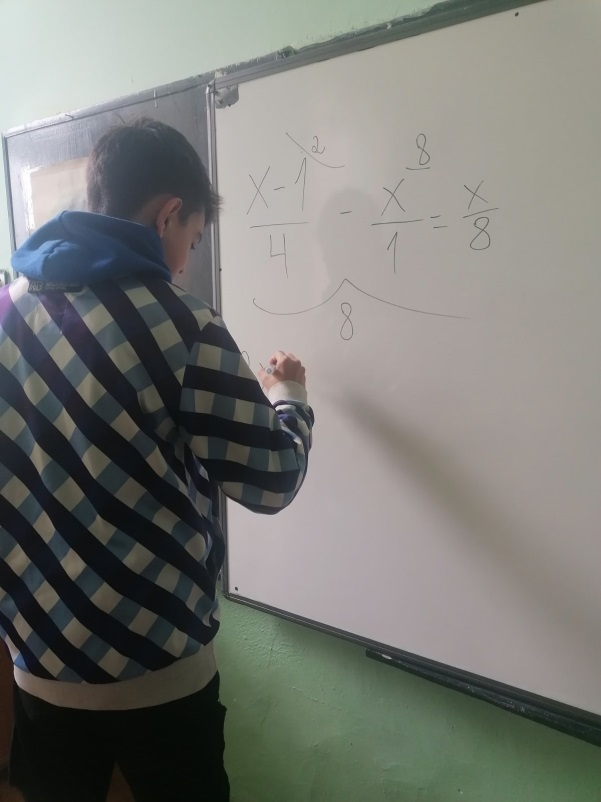 2 8
x-1/4 - x/1 = x/8
8